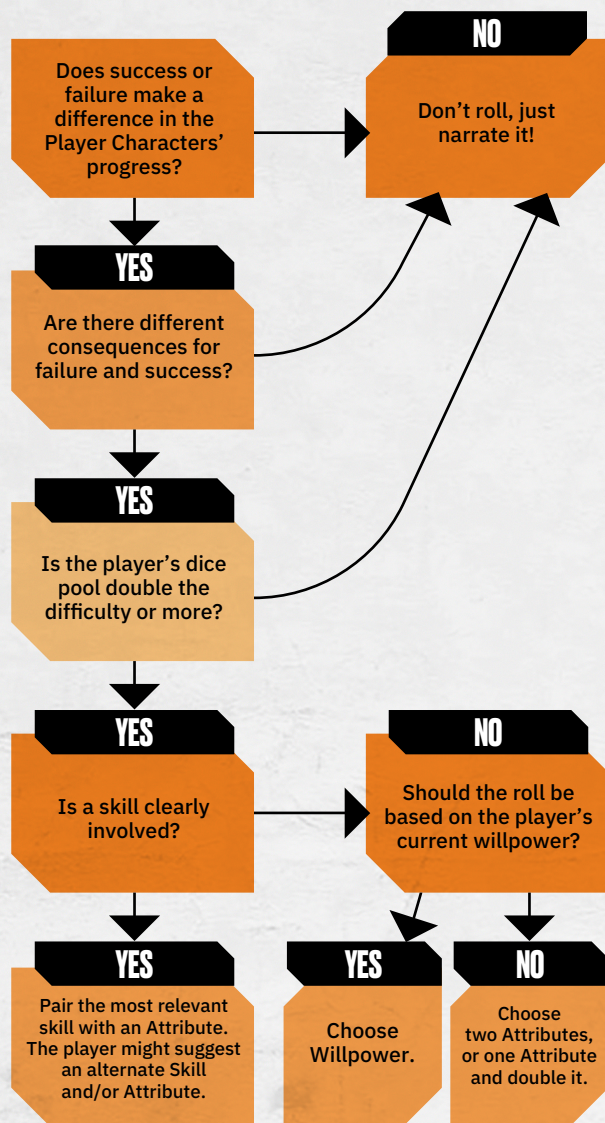 Does success or
failure make a
difference in the
Player Characters’
progress?
NO
Don’t roll, just
narrate it!
YES
Are there different
consequences for
failure and success?
YES
Is the player’s dice
pool double the
difficulty or more?
YES
Is a skill clearly
involved?
NO
Should the roll be
based on the player’s
current willpower?
YES
Pair the most relevant
skill with an Attribute.
The player might suggest
an alternate Skill
and/or Attribute.
YES
Choose
Willpower.
NO
Choose
two Attributes,
or one Attribute
and double it.